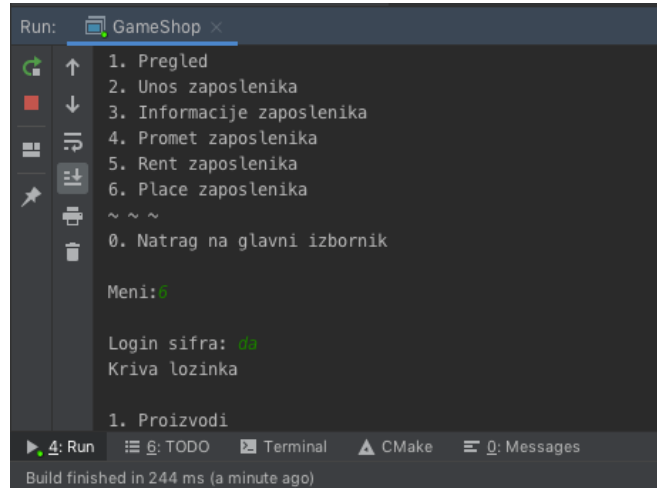 Run: GameShop
1. Pregled
2. Unos zaposlenika
3. Informacije zaposlenika
4. Promet zaposlenika
5. Rent zaposlenika
6. Place zaposlenika
~ ~ ~
0. Natrag na glavni izbornik
Meni:6
Login sifra: da
Kriva lozinka
1. Proizvodi
4: Run 6: TODO Terminal CMake 0: Messages
Build finished in 244 ms (a minute ago)